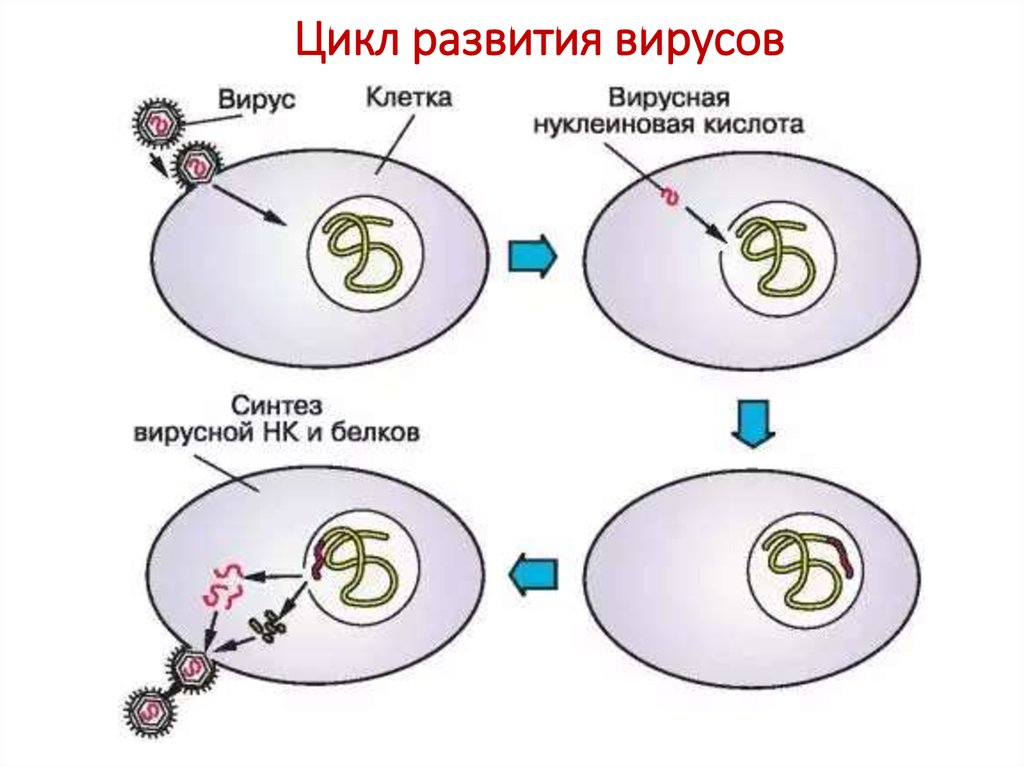 Цикл развития вирусов
Вирус
Клетка
Вирусная
нуклеиновая кислота
Синтез
вирусной НК и белков